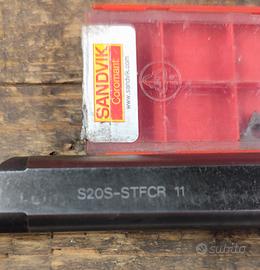 SANDVIK
Coromant
www.sandvik.com
S20S-STFCR 11
subito